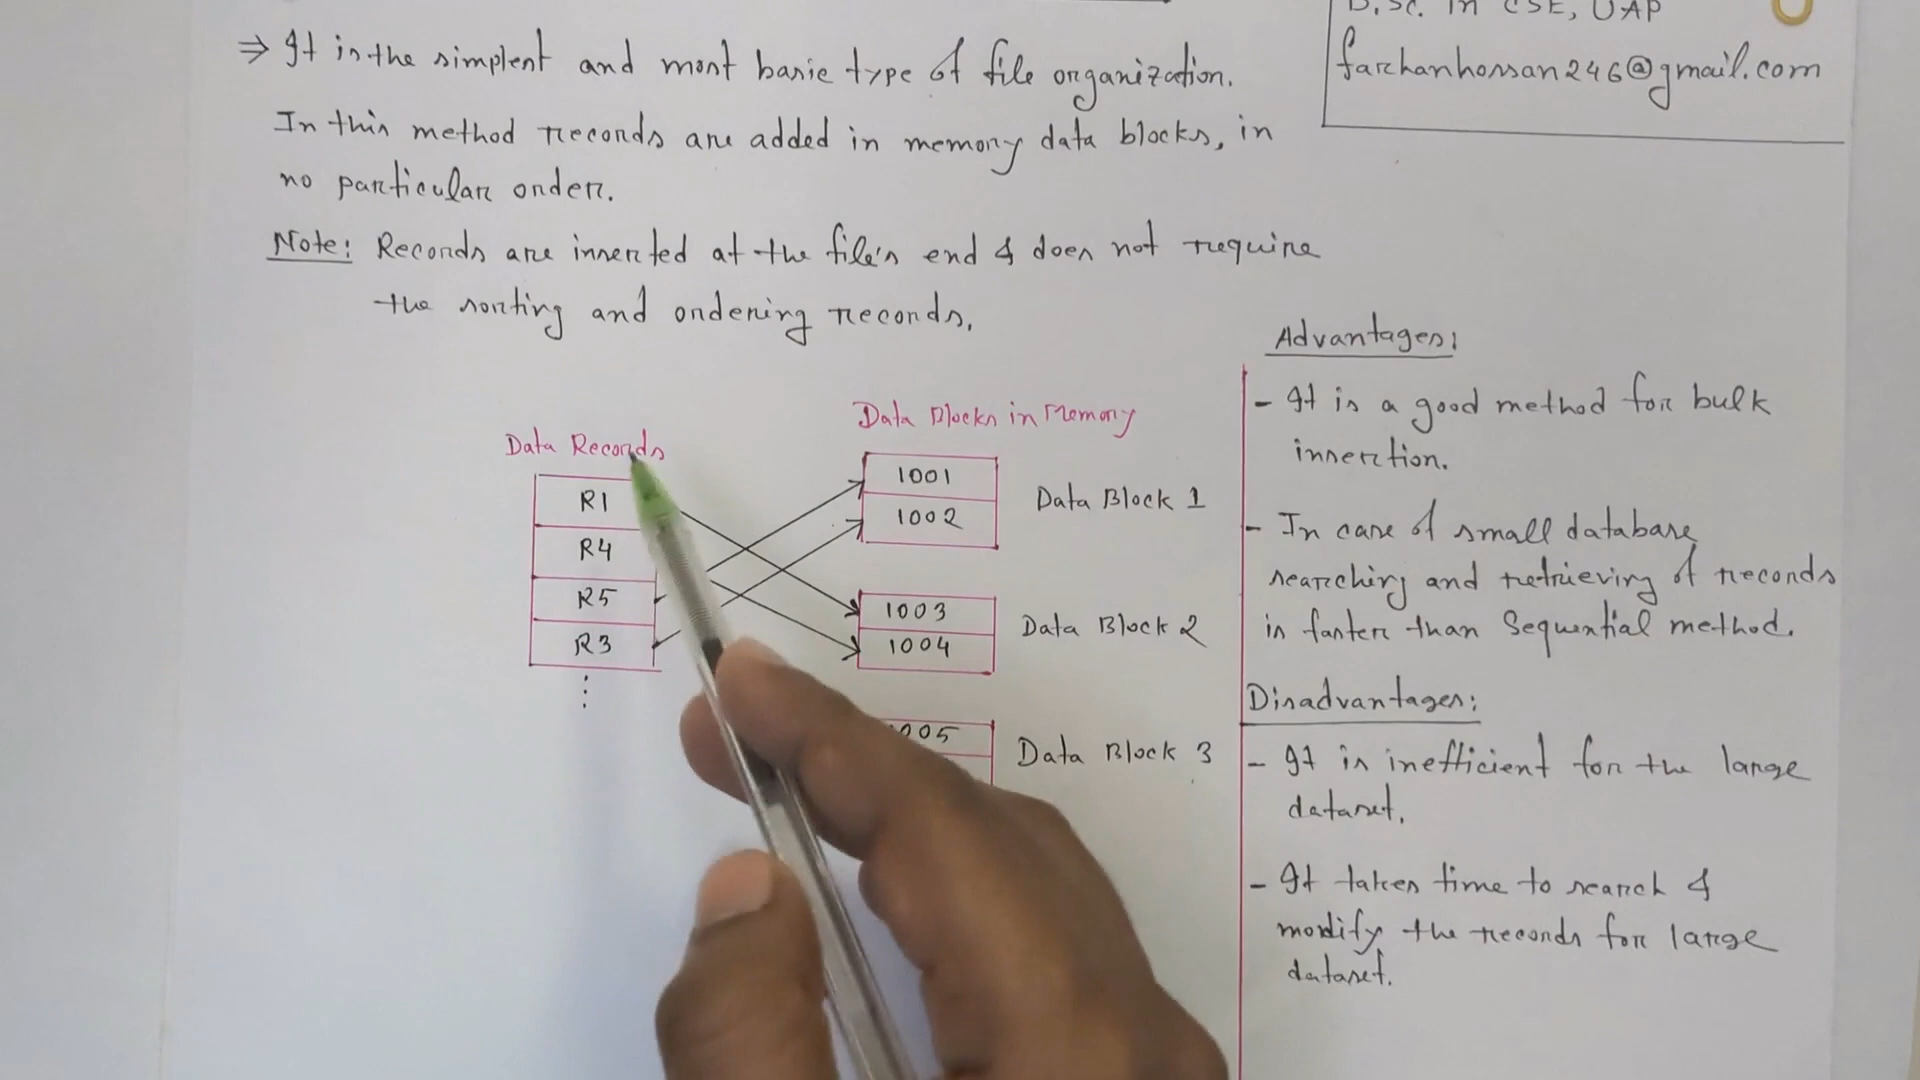 B.Sc. in CSE, UAP
farhanhossan246@gmail.com
⇒ It is the simplest and most basic type of file organization.
In this method records are added in memory data blocks, in
no particular order.
Note: Records are inserted at the file's end & does not require
the sorting and ordering records.
Data Records
R1
R4
R5
R3
Data Blocks in Memory
1001
1002
Data Block 1
1003
1004
Data Block 2
1005
Data Block 3
Advantages:
- It is a good method for bulk
insertion.
- In case of small database
searching and retrieving of records
is faster than Sequential method.
Disadvantages:
- It is inefficient for the large
dataset.
- It takes time to search &
modify the records for large
dataset.